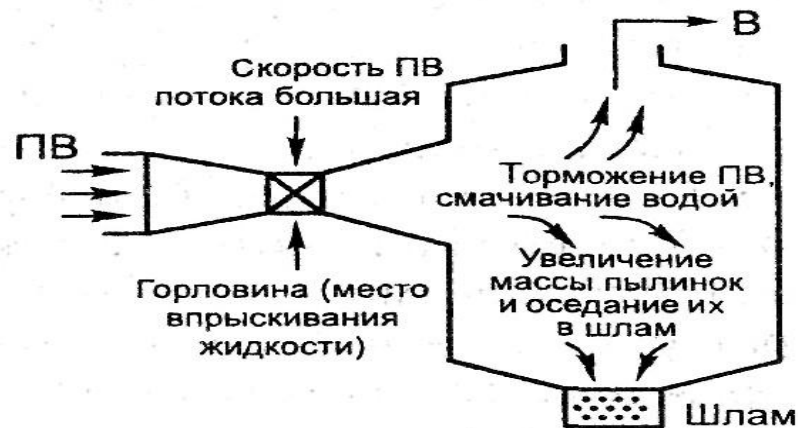 В
Скорость ПВ
потока большая
ПВ
Торможение ПВ,
смачивание водой
Увеличение
массы пылинок
и оседание их
в шлам
Горловина (место
впрыскивания
жидкости)
Шлам